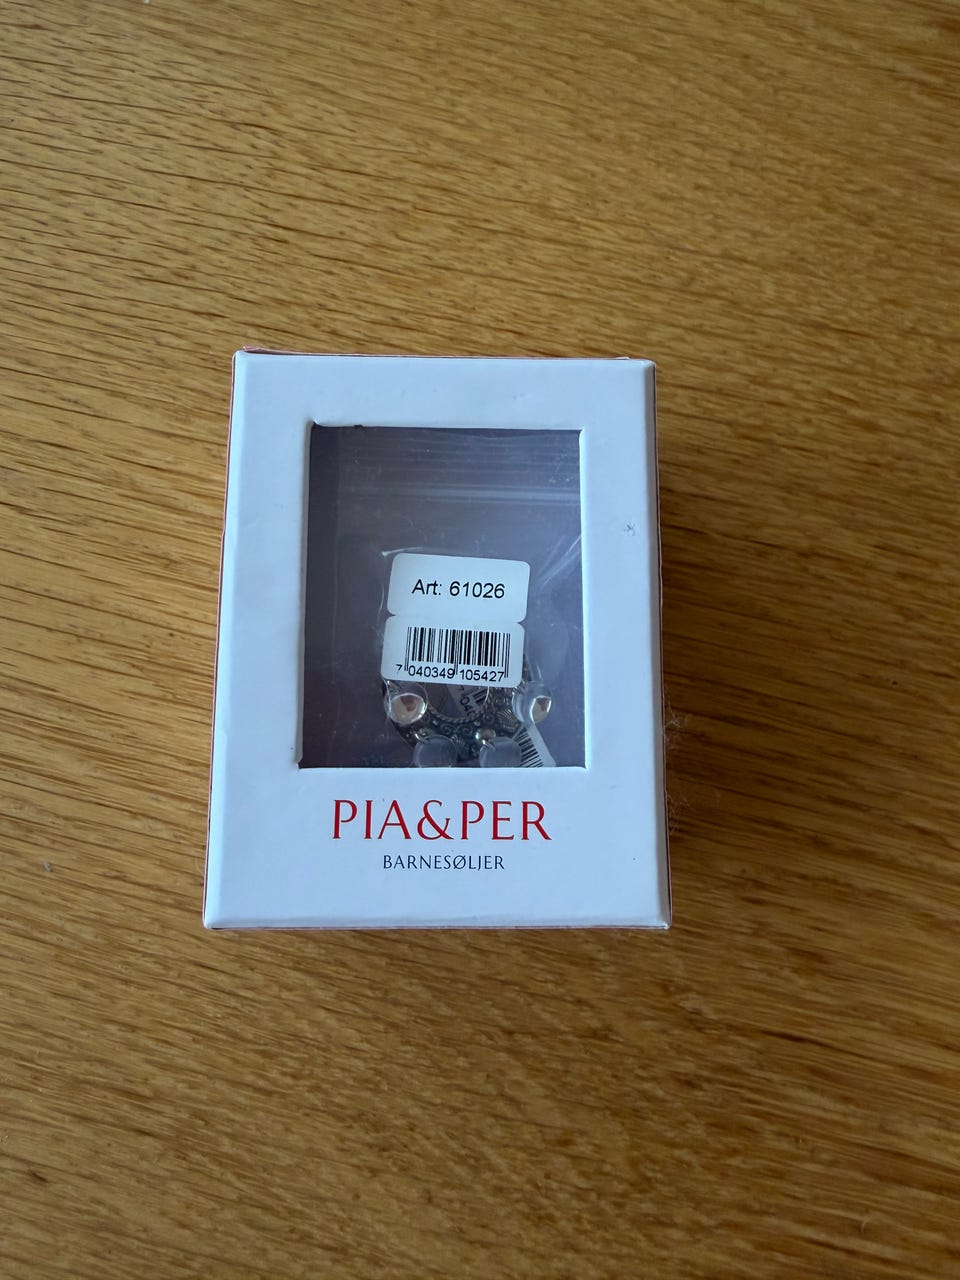 Art: 61026
7 040349 105427
PIA&PER
BARNESØLJER